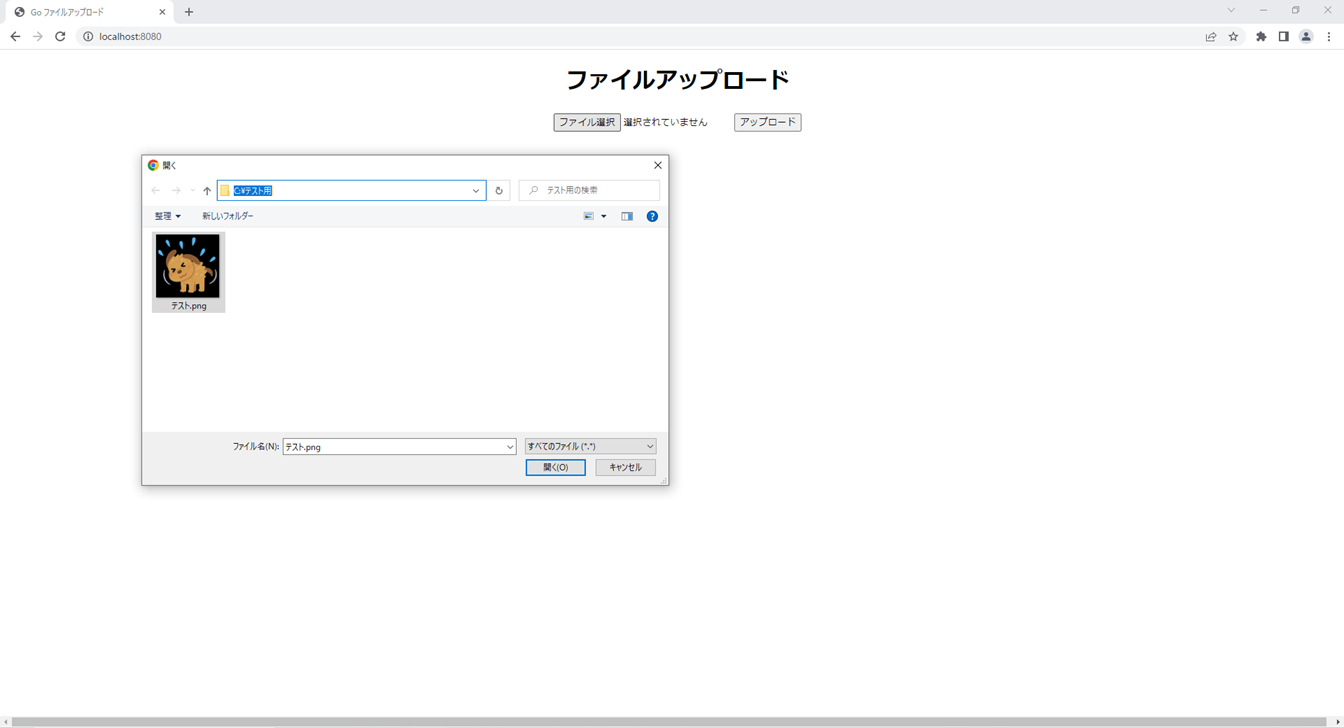 Go ファイルアップロード
localhost:8080
ファイルアップロード
ファイル選択 選択されていません アップロード
開く
C:¥テスト用 テスト用の検索
整理 新しいフォルダー
テスト.png
ファイル名(N): テスト.png すべてのファイル (*.*)
開く(O) キャンセル